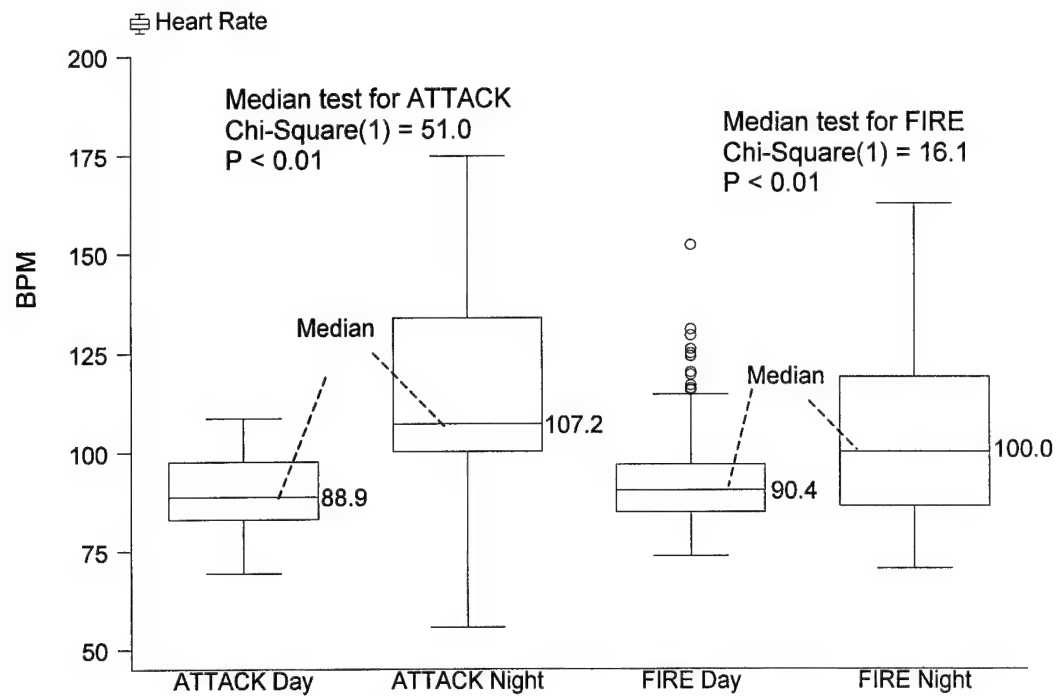 Heart Rate
200
175
150
125
100
75
50
BPM
Median test for ATTACK
Chi-Square(1) = 51.0
P < 0.01
Median test for FIRE
Chi-Square(1) = 16.1
P < 0.01
Median
Median
88.9
107.2
90.4
100.0
ATTACK Day
ATTACK Night
FIRE Day
FIRE Night